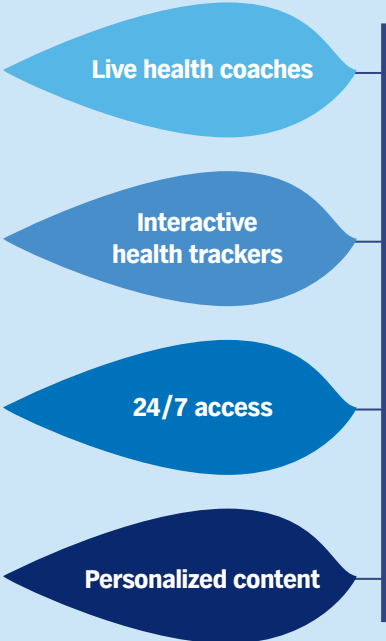 Live health coaches
Interactive
health trackers
24/7 access
Personalized content